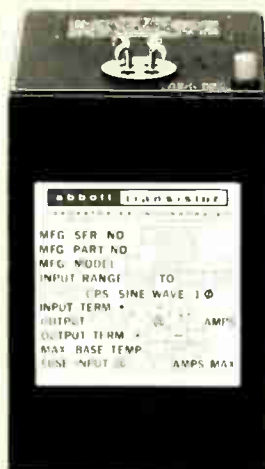 abbott transistor
MFG SER NO
MFG PART NO
MFG MODEL
INPUT RANGE TO
CPS SINE WAVE 1 Ф
INPUT TERM •
OUTPUT AMPS
OUTPUT TERM + –
MAX BASE TEMP
FUSE INPUT @ AMPS MAX